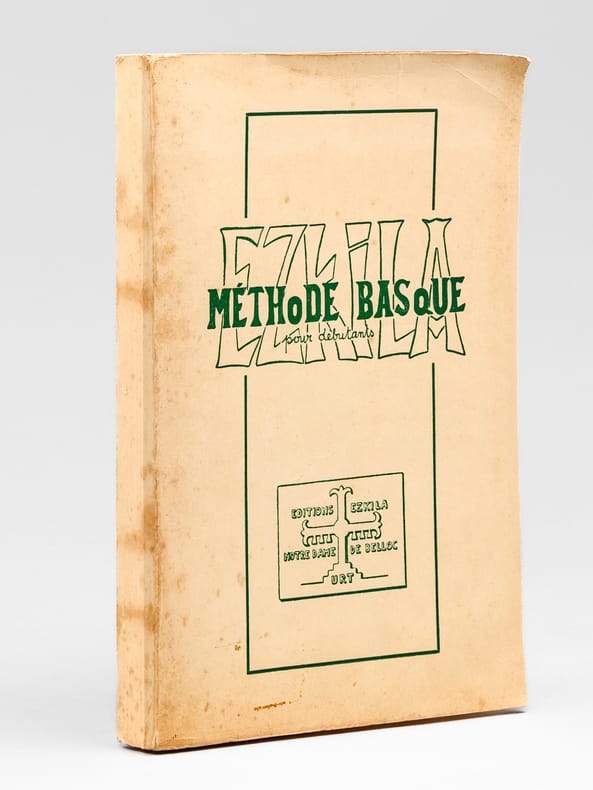 EZKILA
MÉTHODE BASQUE
pour débutants
EDITIONS EZKILA
NOTRE DAME DE BELLOC
URT